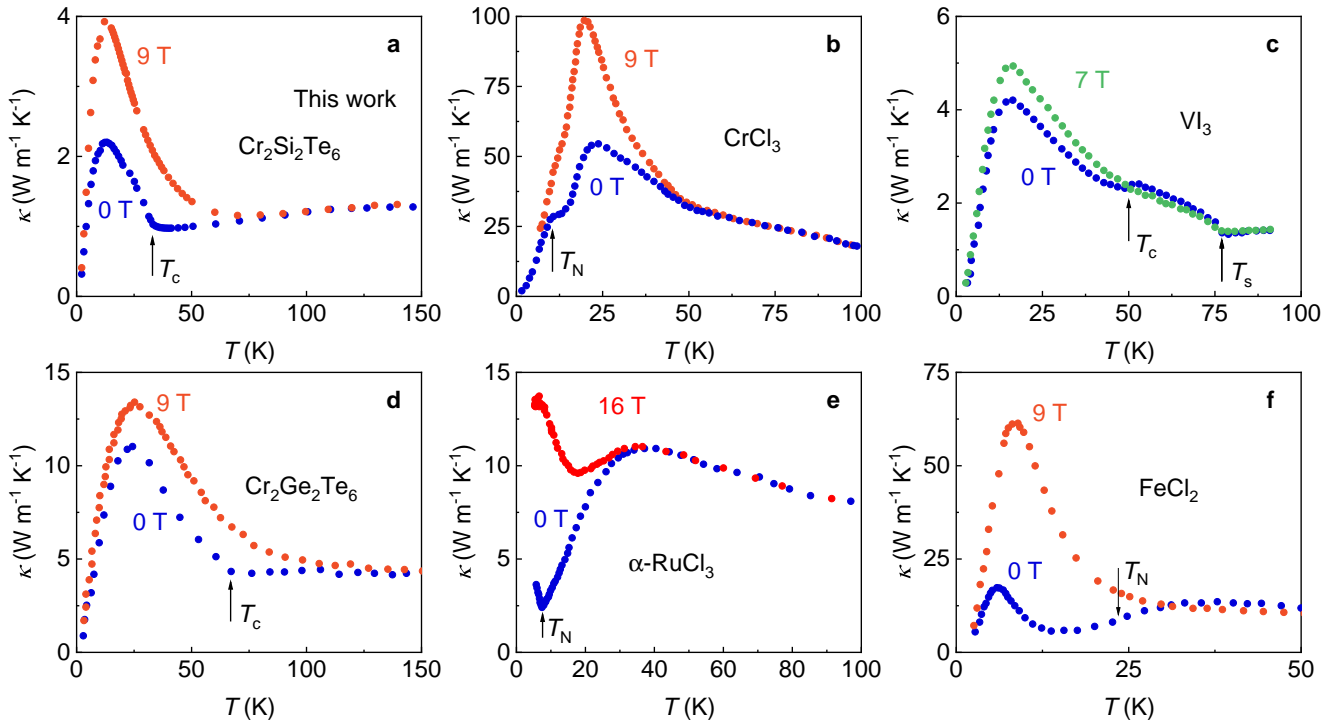 a
9 T
This work
Cr2Si2Te6
0 T
Tc
4
2
0
κ (W m-1 K-1)
0 50 100 150
T (K)
b
9 T
CrCl3
0 T
TN
100
75
50
25
0
κ (W m-1 K-1)
0 25 50 75 100
T (K)
c
7 T
VI3
0 T
Tc
Ts
6
4
2
0
κ (W m-1 K-1)
0 25 50 75 100
T (K)
d
9 T
Cr2Ge2Te6
0 T
Tc
15
10
5
0
κ (W m-1 K-1)
0 50 100 150
T (K)
e
16 T
0 T
α-RuCl3
TN
15
10
5
0
κ (W m-1 K-1)
0 20 40 60 80 100
T (K)
f
9 T
FeCl2
0 T
TN
75
50
25
0
κ (W m-1 K-1)
0 25 50
T (K)